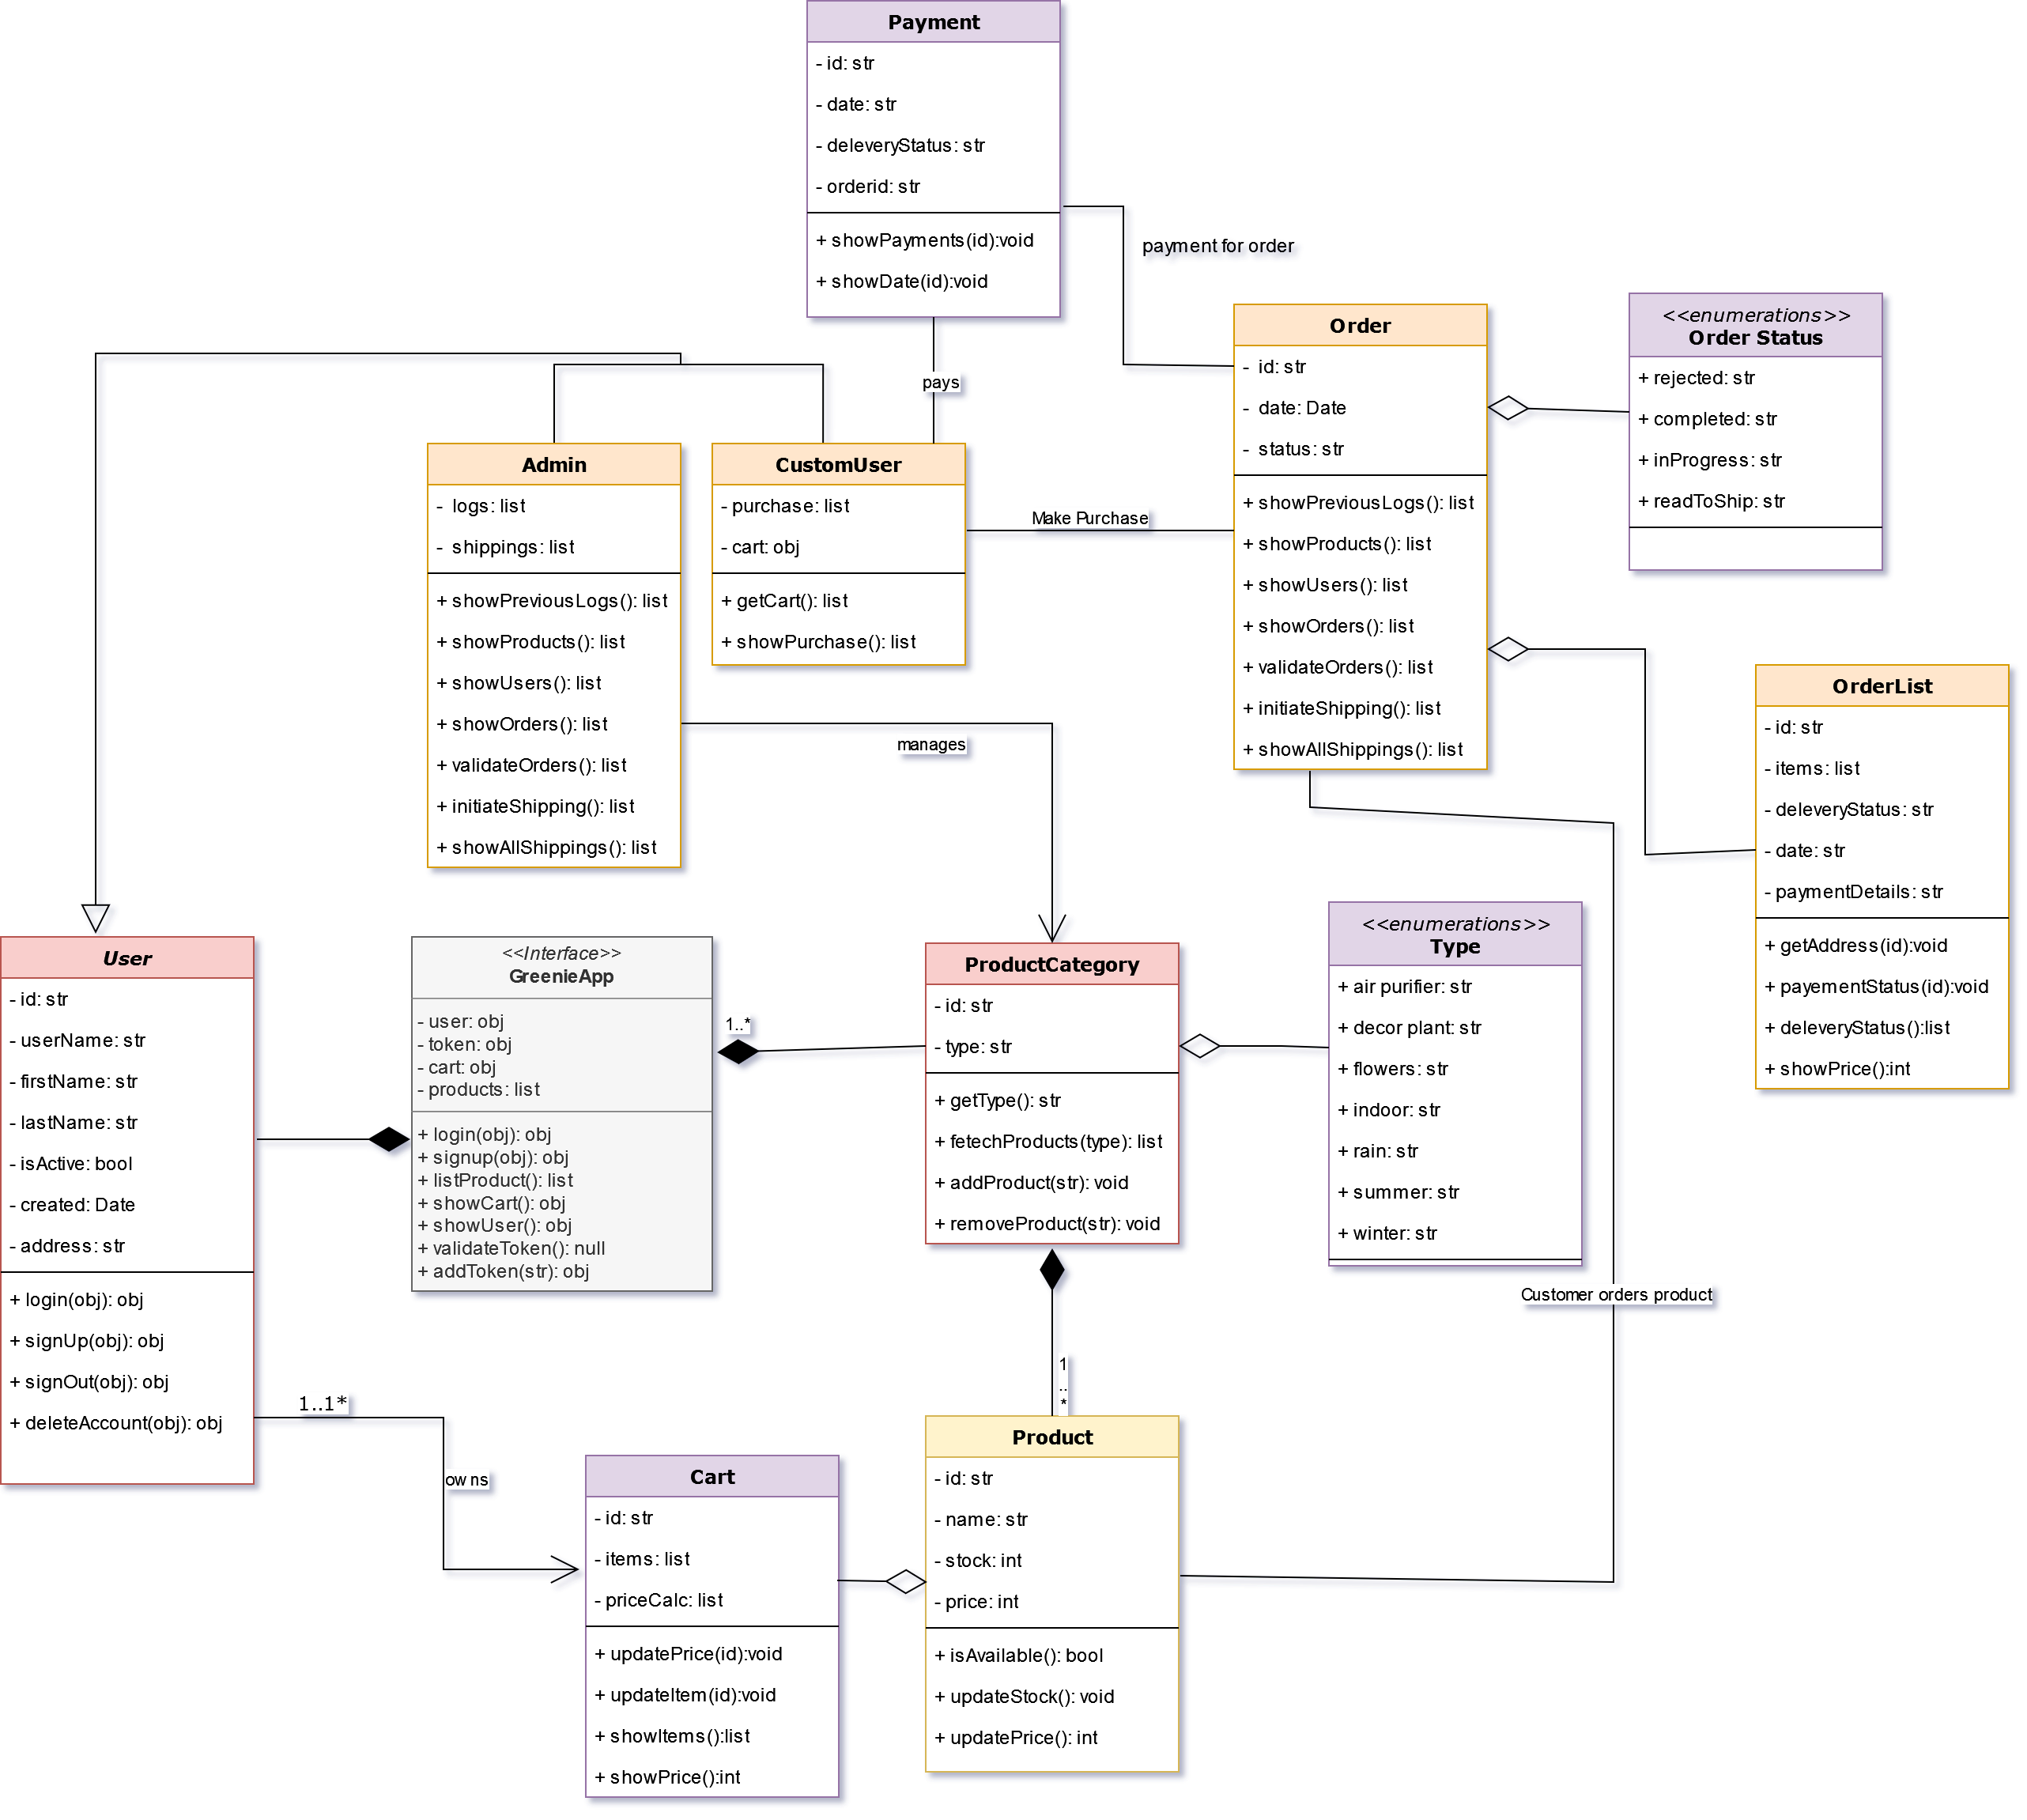 Payment
- id: str
- date: str
- deleveryStatus: str
- orderid: str
+ showPayments(id):void
+ showDate(id):void
payment for order
pays
Order
-  id: str
-  date: Date
-  status: str
+ showPreviousLogs(): list
+ showProducts(): list
+ showUsers(): list
+ showOrders(): list
+ validateOrders(): list
+ initiateShipping(): list
+ showAllShippings(): list
<<enumerations>>
Order Status
+ rejected: str
+ completed: str
+ inProgress: str
+ readToShip: str
Admin
-  logs: list
-  shippings: list
+ showPreviousLogs(): list
+ showProducts(): list
+ showUsers(): list
+ showOrders(): list
+ validateOrders(): list
+ initiateShipping(): list
+ showAllShippings(): list
CustomUser
- purchase: list
- cart: obj
+ getCart(): list
+ showPurchase(): list
Make Purchase
manages
OrderList
- id: str
- items: list
- deleveryStatus: str
- date: str
- paymentDetails: str
+ getAddress(id):void
+ payementStatus(id):void
+ deleveryStatus():list
+ showPrice():int
User
- id: str
- userName: str
- firstName: str
- lastName: str
- isActive: bool
- created: Date
- address: str
+ login(obj): obj
+ signUp(obj): obj
+ signOut(obj): obj
+ deleteAccount(obj): obj
<<Interface>>
GreenieApp
- user: obj
- token: obj
- cart: obj
- products: list
+ login(obj): obj
+ signup(obj): obj
+ listProduct(): list
+ showCart(): obj
+ showUser(): obj
+ validateToken(): null
+ addToken(str): obj
1..*
ProductCategory
- id: str
- type: str
+ getType(): str
+ fetechProducts(type): list
+ addProduct(str): void
+ removeProduct(str): void
<<enumerations>>
Type
+ air purifier: str
+ decor plant: str
+ flowers: str
+ indoor: str
+ rain: str
+ summer: str
+ winter: str
Customer orders product
1
..
*
1..1*
owns
Cart
- id: str
- items: list
- priceCalc: list
+ updatePrice(id):void
+ updateItem(id):void
+ showItems():list
+ showPrice():int
Product
- id: str
- name: str
- stock: int
- price: int
+ isAvailable(): bool
+ updateStock(): void
+ updatePrice(): int